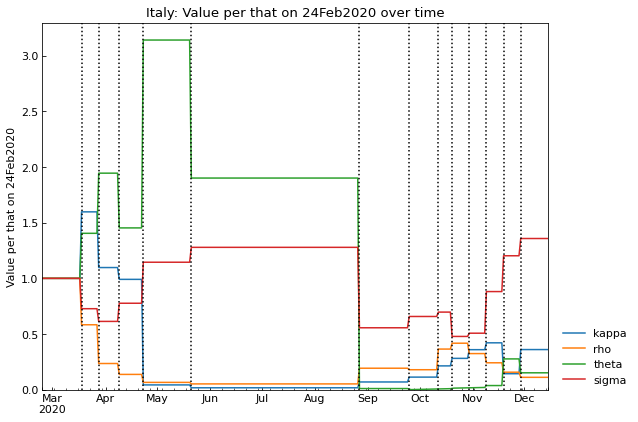 Italy: Value per that on 24Feb2020 over time
Value per that on 24Feb2020
3.0
2.5
2.0
1.5
1.0
0.5
0.0
Mar Apr May Jun Jul Aug Sep Oct Nov Dec
2020
kappa
rho
theta
sigma